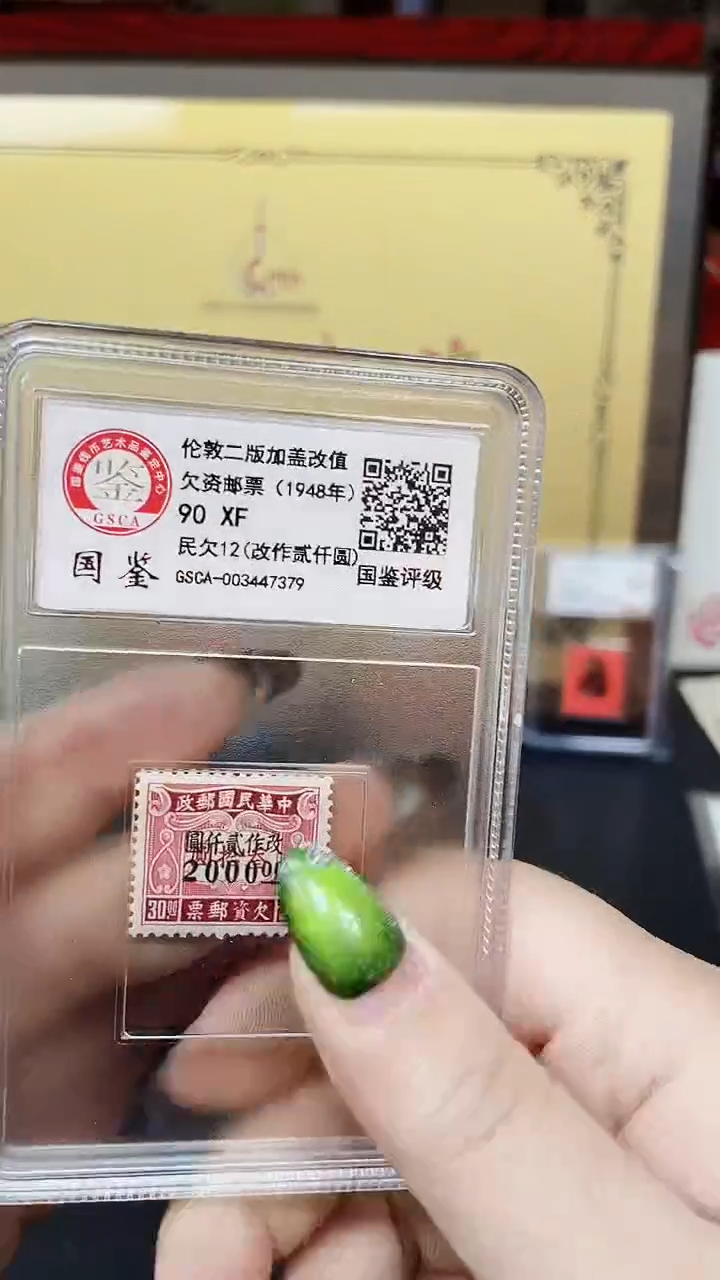 伦敦二版加盖改值
欠资邮票（1948年）
90 XF
民欠12(改作贰仟圆)
GSCA-003447379
国鉴评级
GSCA
鉴
国鉴
政郵國民華中
圓仟貳作改
2000
30 票郵資欠